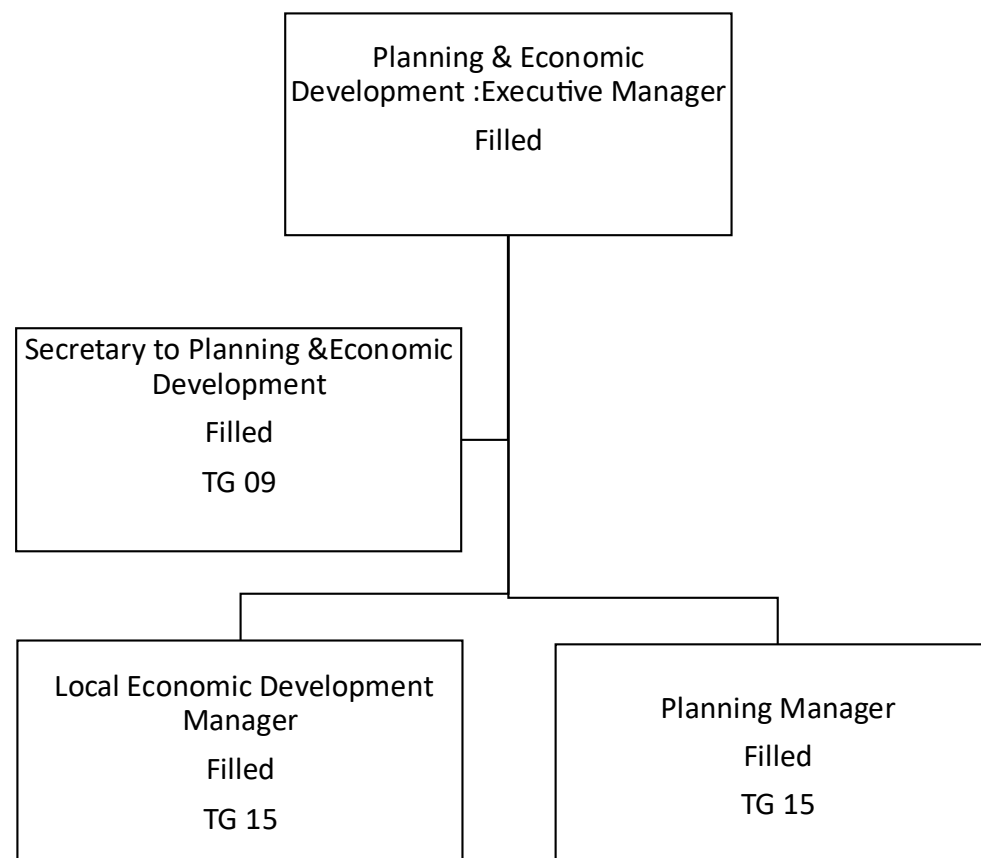 Planning & Economic
Development :Executive Manager
Filled
Secretary to Planning &Economic
Development
Filled
TG 09
Local Economic Development
Manager
Filled
TG 15
Planning Manager
Filled
TG 15